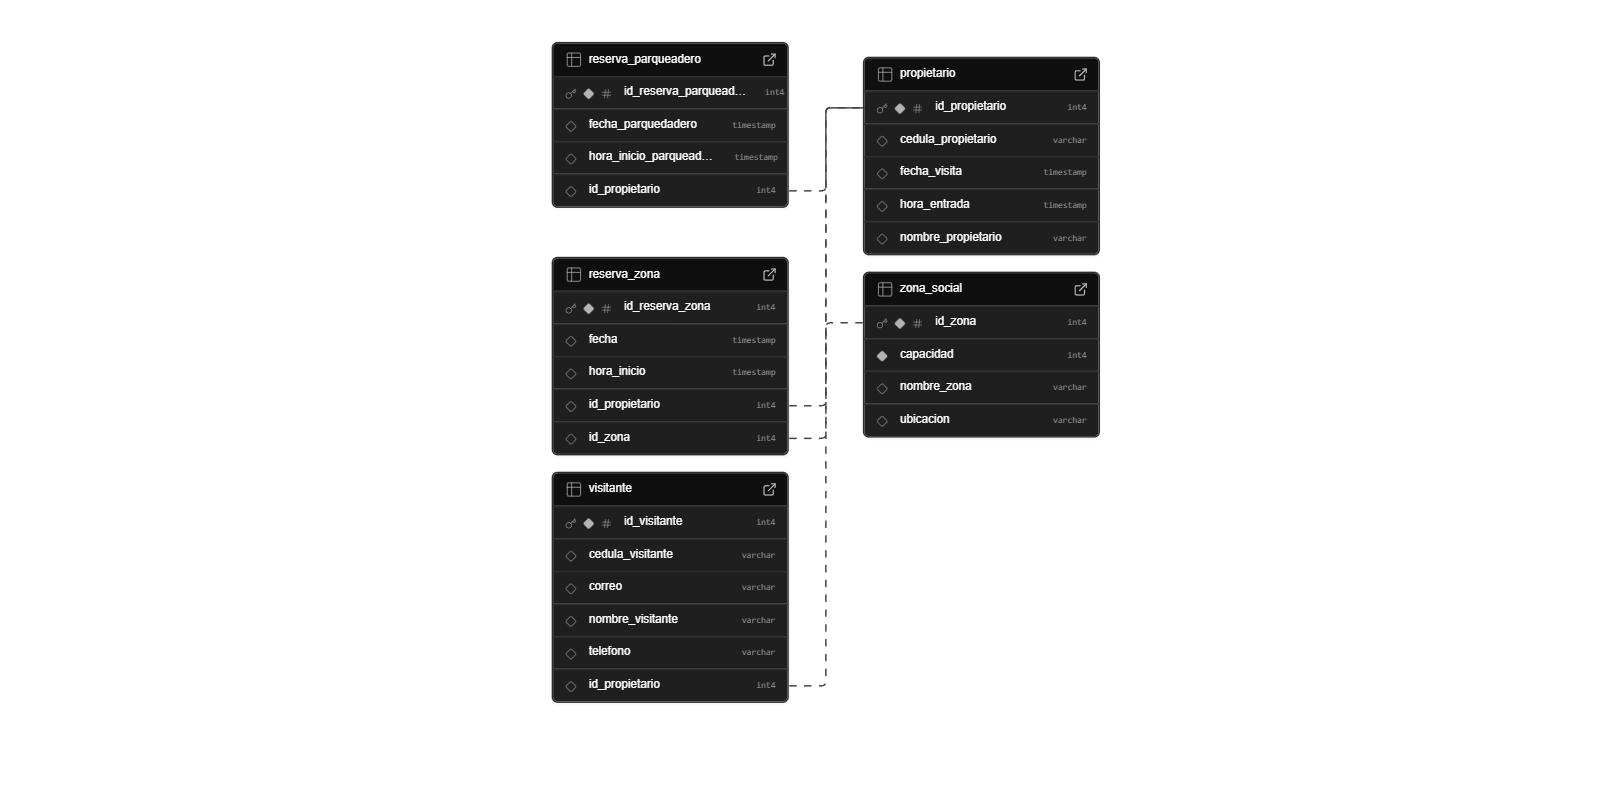 reserva_parqueadero
# id_reserva_parquead... int4
fecha_parquedadero timestamp
hora_inicio_parquead... timestamp
id_propietario int4
propietario
# id_propietario int4
cedula_propietario varchar
fecha_visita timestamp
hora_entrada timestamp
nombre_propietario varchar
reserva_zona
# id_reserva_zona int4
fecha timestamp
hora_inicio timestamp
id_propietario int4
id_zona int4
zona_social
# id_zona int4
capacidad int4
nombre_zona varchar
ubicacion varchar
visitante
# id_visitante int4
cedula_visitante varchar
correo varchar
nombre_visitante varchar
telefono varchar
id_propietario int4